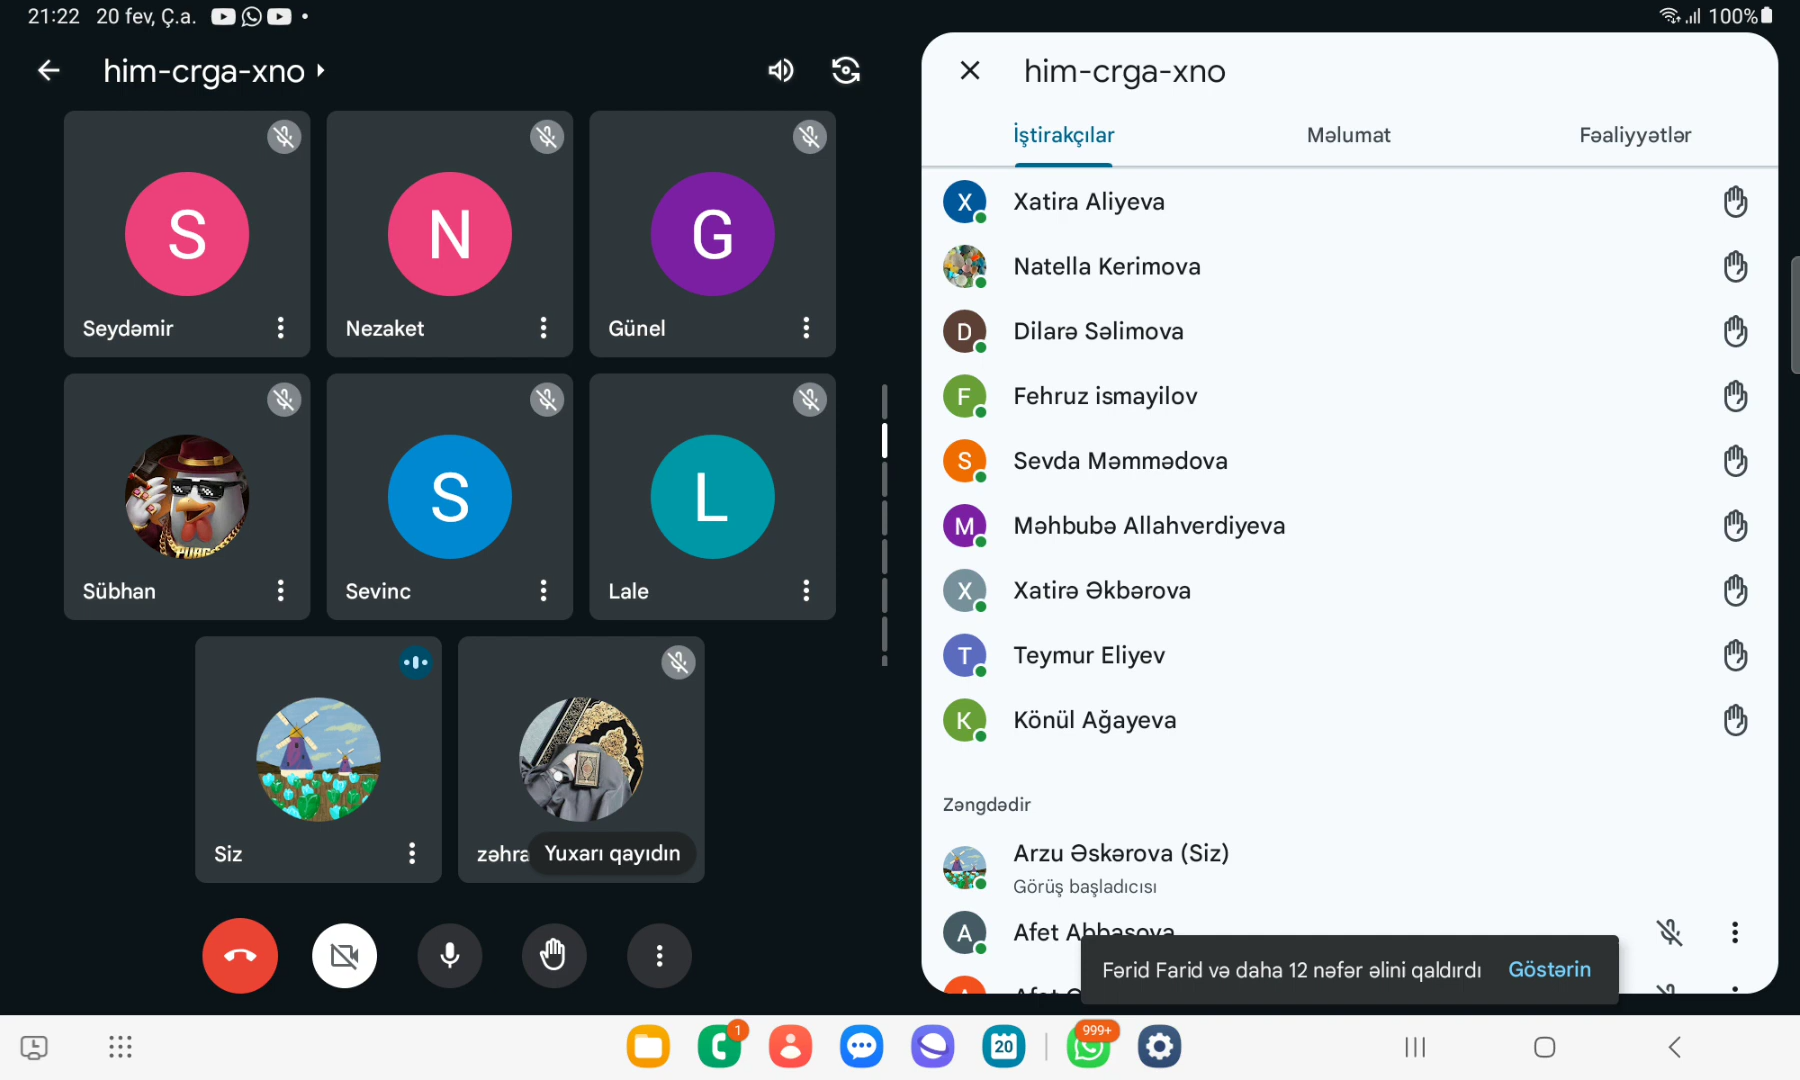 21:22 20 fev, Ç.a.
100%
him-crga-xno
S
N
G
Seydəmir
Nezaket
Günel
PUBG
S
L
Sübhan
Sevinc
Lale
Siz
zəhra
Yuxarı qayıdın
him-crga-xno
İştirakçılar
Məlumat
Fəaliyyətlər
X Xatira Aliyeva
Natella Kerimova
D Dilarə Səlimova
F Fehruz ismayilov
S Sevda Məmmədova
M Məhbubə Allahverdiyeva
X Xatirə Əkbərova
T Teymur Eliyev
K Könül Ağayeva
Zəngdədir
Arzu Əskərova (Siz)
Görüş başladıcısı
A Afet Abbasova
Fərid Farid və daha 12 nəfər əlini qaldırdı Göstərin
1
20
999+